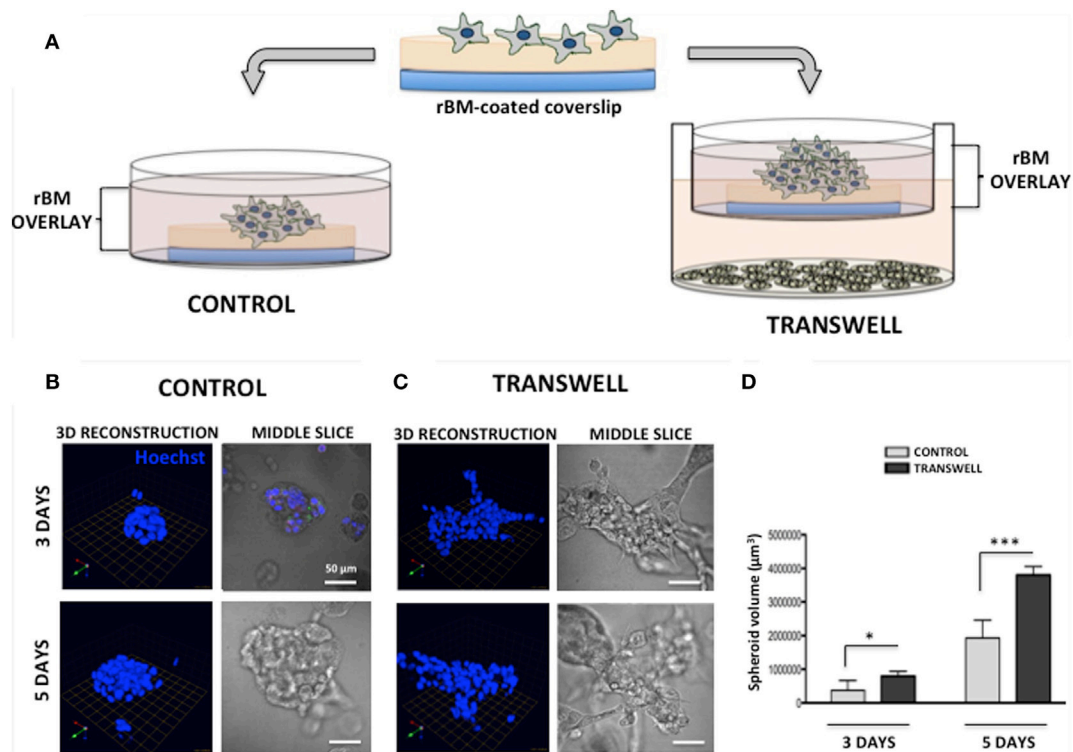 A
rBM-coated coverslip
rBM
OVERLAY
CONTROL
rBM
OVERLAY
TRANSWELL
B
CONTROL
C
TRANSWELL
D
3D RECONSTRUCTION
MIDDLE SLICE
3D RECONSTRUCTION
MIDDLE SLICE
Hoechst
3 DAYS
50 µm
5 DAYS
CONTROL
TRANSWELL
Spheroid volume (µm³)
5000000
4000000
3000000
2000000
1000000
0
*
***
3 DAYS
5 DAYS